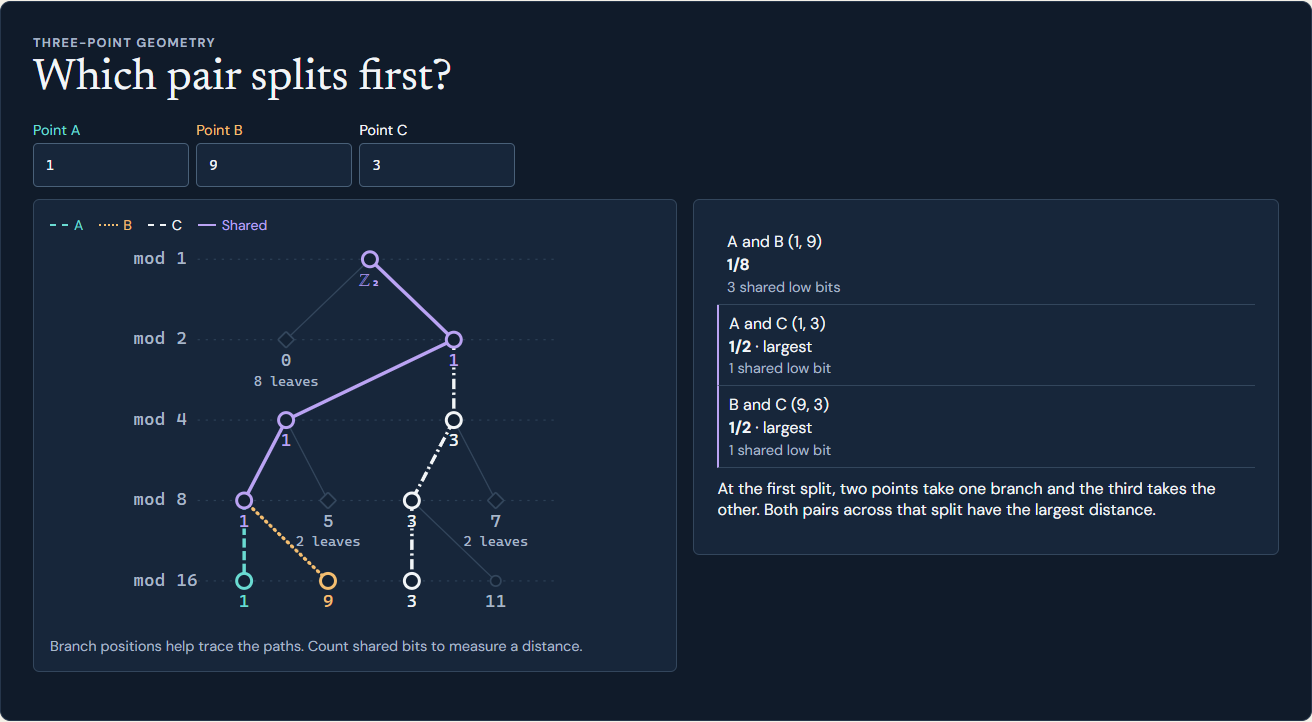 THREE-POINT GEOMETRY
Which pair splits first?
Point A Point B Point C
1 9 3
A B C Shared
mod 1
ℤ₂
mod 2
0 1
8 leaves
mod 4
1 3
mod 8
1 5 3 7
2 leaves 2 leaves
mod 16
1 9 3 11
Branch positions help trace the paths. Count shared bits to measure a distance.
A and B (1, 9)
1/8
3 shared low bits
A and C (1, 3)
1/2 · largest
1 shared low bit
B and C (9, 3)
1/2 · largest
1 shared low bit
At the first split, two points take one branch and the third takes the
other. Both pairs across that split have the largest distance.